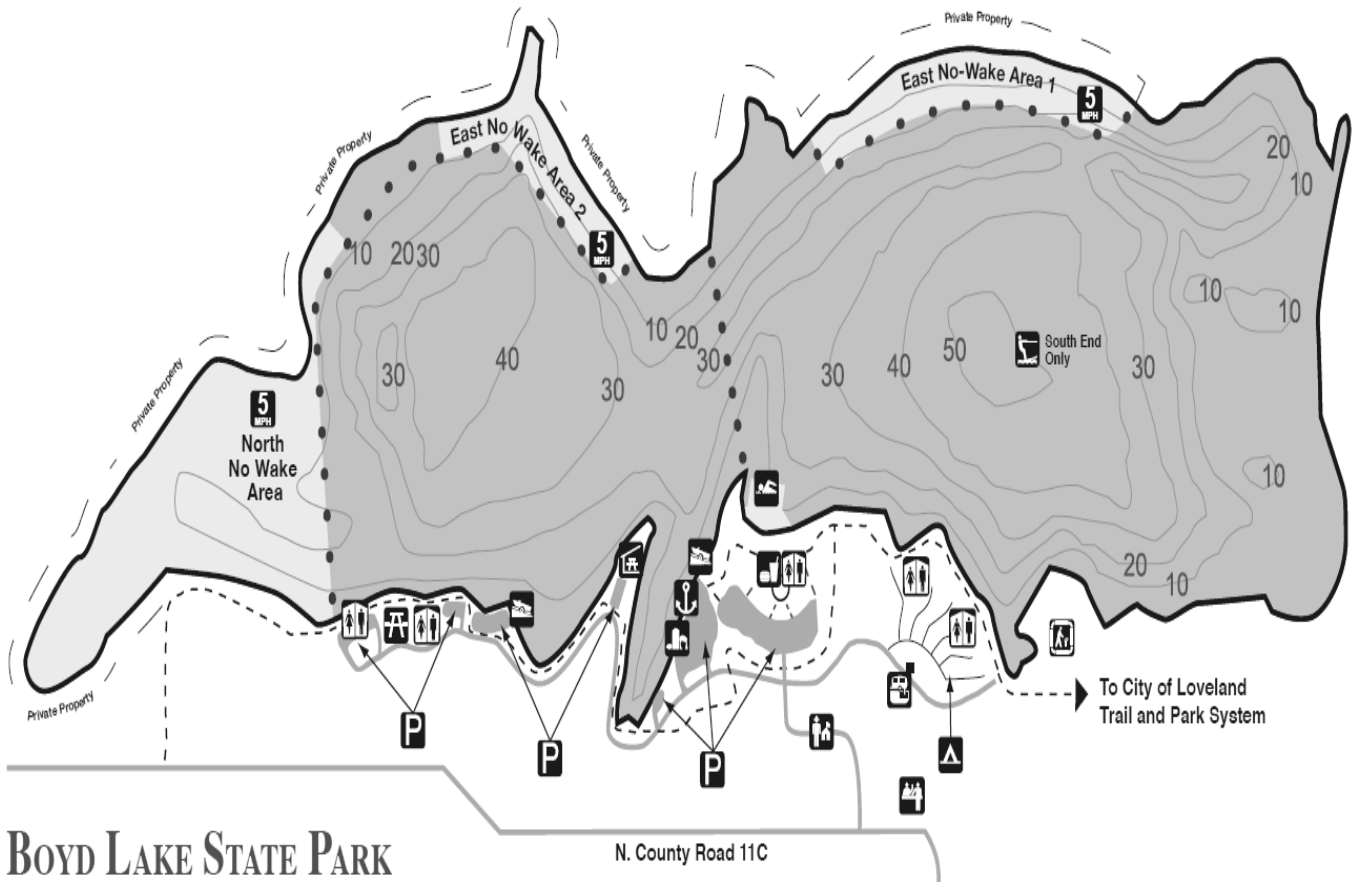 Private Property
East No-Wake Area 1
5
MPH
East No Wake Area 2
Private Property
Private Property
20
10
10 20 30
5
MPH
10
10
10
20
30
South End
Only
30
40
30
30
40
50
30
Private Property
5
MPH
North
No Wake
Area
10
20
10
Private Property
To City of Loveland
Trail and Park System
P
P
P
N. County Road 11C
BOYD LAKE STATE PARK